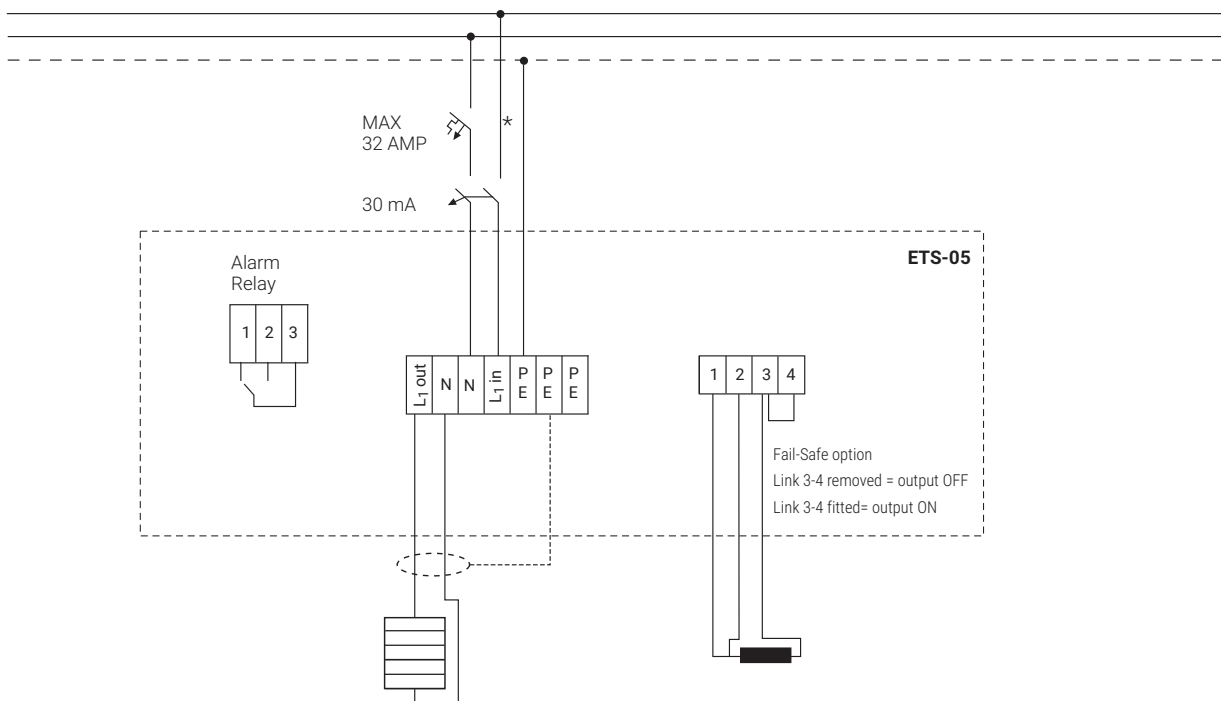 MAX
32 AMP
*
30 mA
ETS-05
Alarm
Relay
1 2 3
L1 out N N L1 in PE PE PE
1 2 3 4
Fail-Safe option
Link 3-4 removed = output OFF
Link 3-4 fitted= output ON